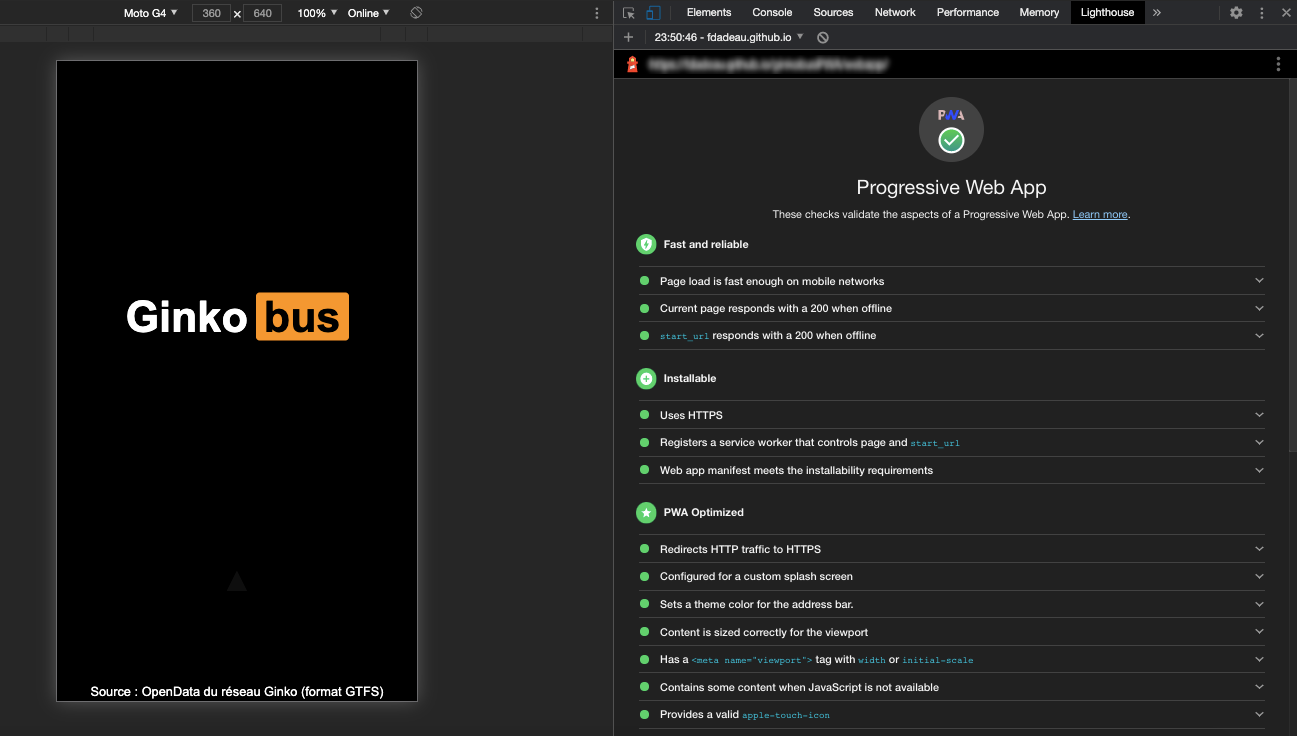 Moto G4 360 × 640 100% Online
Elements Console Sources Network Performance Memory Lighthouse
23:50:46 - fdadeau.github.io
PWA
Progressive Web App
These checks validate the aspects of a Progressive Web App. Learn more.
Fast and reliable
Page load is fast enough on mobile networks
Current page responds with a 200 when offline
start_url responds with a 200 when offline
Installable
Uses HTTPS
Registers a service worker that controls page and start_url
Web app manifest meets the installability requirements
PWA Optimized
Redirects HTTP traffic to HTTPS
Configured for a custom splash screen
Sets a theme color for the address bar.
Content is sized correctly for the viewport
Has a <meta name="viewport"> tag with width or initial-scale
Contains some content when JavaScript is not available
Provides a valid apple-touch-icon
Ginko bus
Source : OpenData du réseau Ginko (format GTFS)